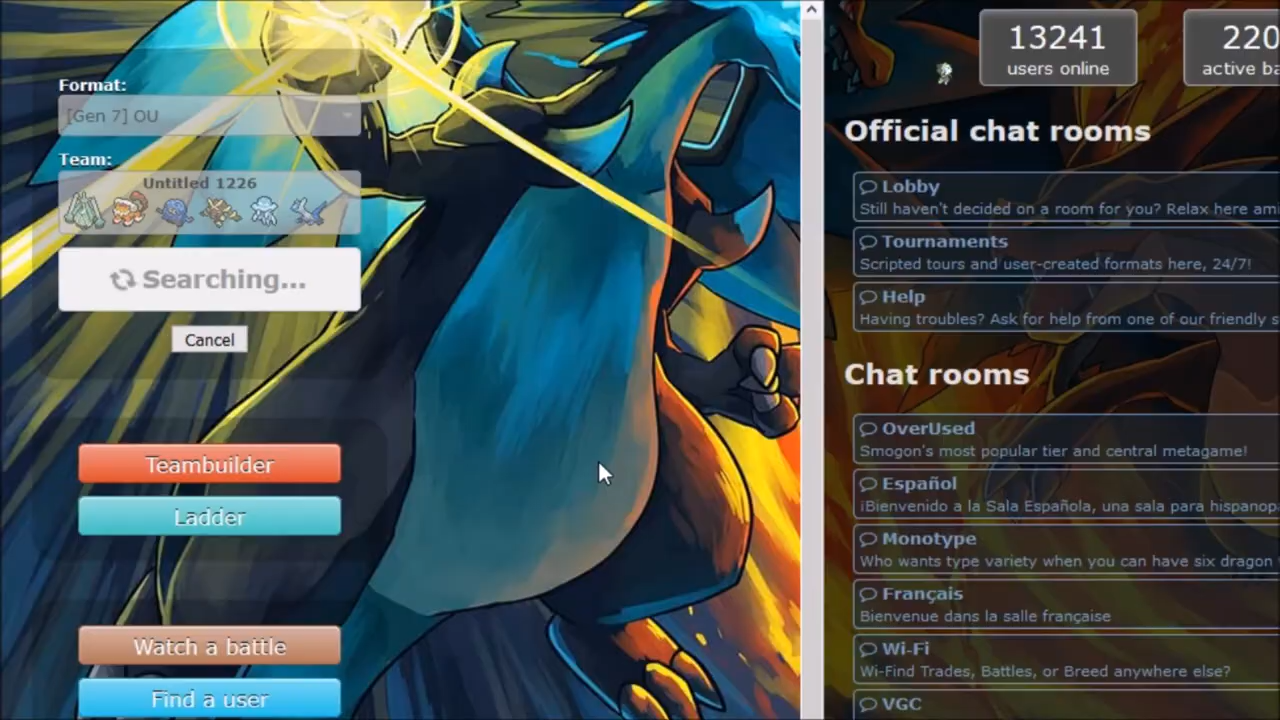 Format:
[Gen 7] OU
Team:
Untitled 1226
Searching...
Cancel
Teambuilder
Ladder
Watch a battle
Find a user
13241
users online
220
active ba
Official chat rooms
Lobby
Still haven't decided on a room for you? Relax here ami
Tournaments
Scripted tours and user-created formats here, 24/7!
Help
Having troubles? Ask for help from one of our friendly s
Chat rooms
OverUsed
Smogon's most popular tier and central metagame!
Español
¡Bienvenido a la Sala Española, una sala para hispanopa
Monotype
Who wants type variety when you can have six dragon
Français
Bienvenue dans la salle française
Wi-Fi
Wi-Find Trades, Battles, or Breed anywhere else?
VGC